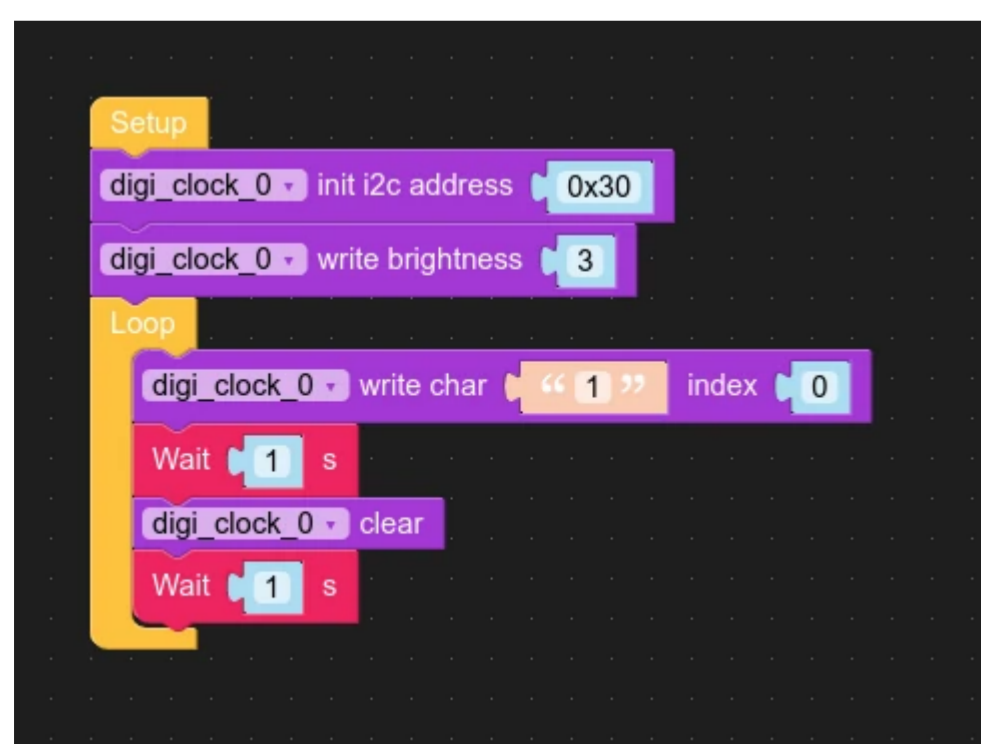 Setup
digi_clock_0 init i2c address 0x30
digi_clock_0 write brightness 3
Loop
digi_clock_0 write char “ 1 ” index 0
Wait 1 s
digi_clock_0 clear
Wait 1 s